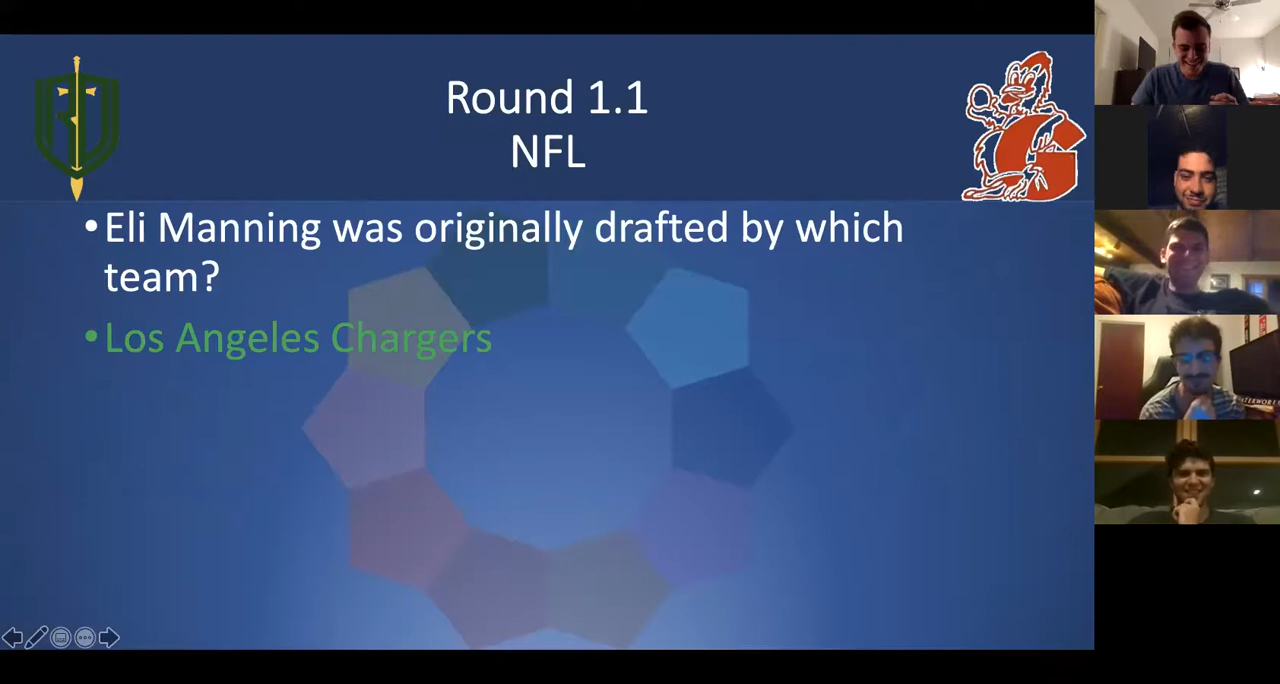 Round 1.1
NFL
•Eli Manning was originally drafted by which
team?
•Los Angeles Chargers